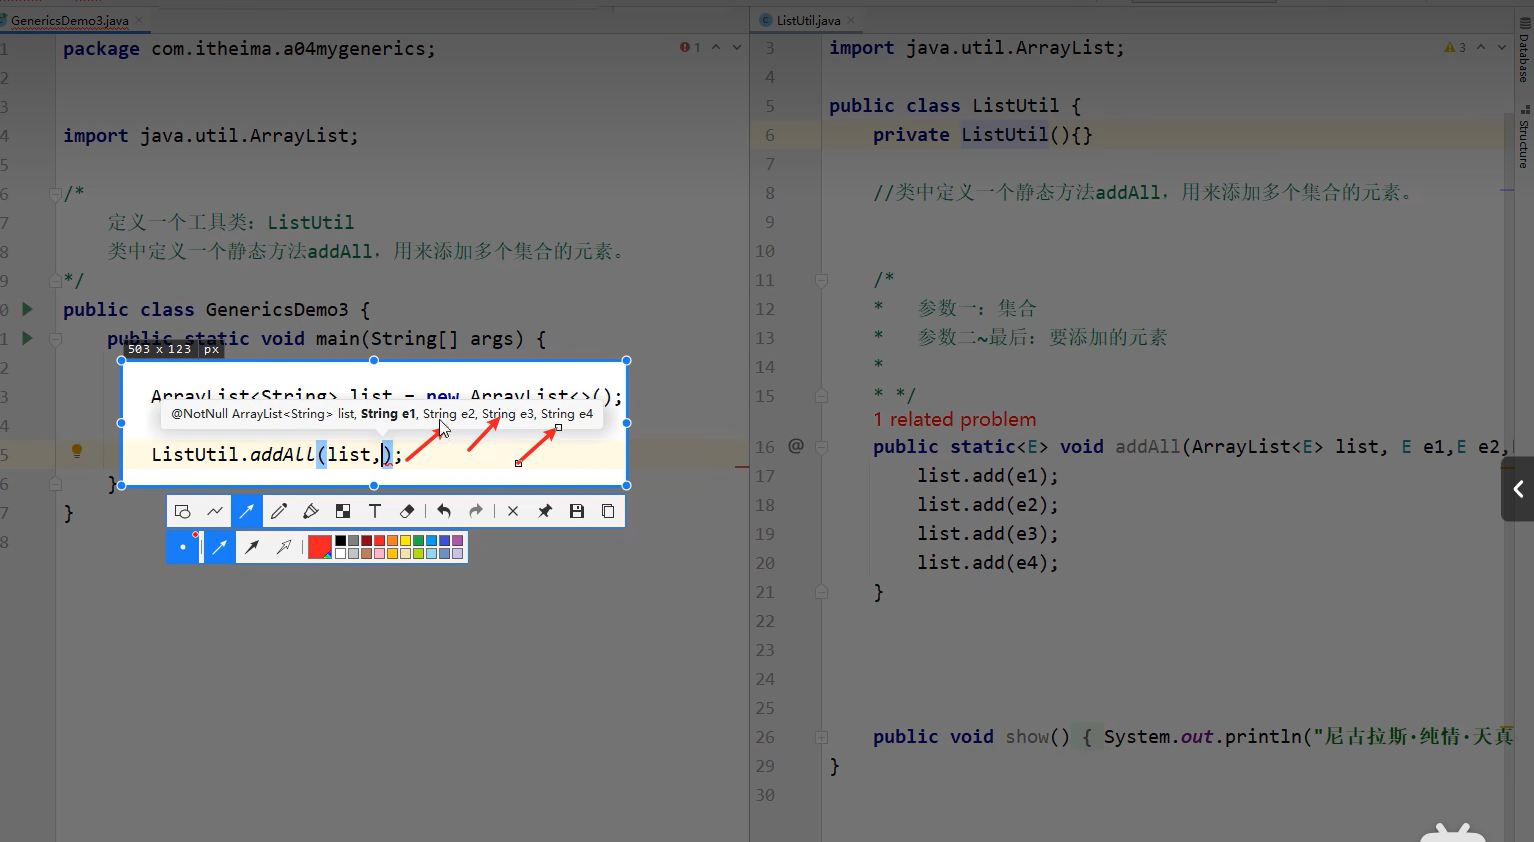 GenericsDemo3.java
1 package com.itheima.a04mygenerics;
1
2
3
4 import java.util.ArrayList;
5
6 /*
7 定义一个工具类：ListUtil
8 类中定义一个静态方法addAll，用来添加多个集合的元素。
9 */
0 public class GenericsDemo3 {
1 public static void main(String[] args) {
503 x 123 px
2
3 ArrayList<String> list = new ArrayList<>();
@NotNull ArrayList<String> list, String e1, String e2, String e3, String e4
4
5 ListUtil.addAll(list,);
6 }
7 }
8
T
ListUtil.java
3 import java.util.ArrayList;
3
4
5 public class ListUtil {
6 private ListUtil(){}
7
8 //类中定义一个静态方法addAll，用来添加多个集合的元素。
9
10
11 /*
12 * 参数一：集合
13 * 参数二~最后：要添加的元素
14 *
15 * */
1 related problem
16 @ public static<E> void addAll(ArrayList<E> list, E e1,E e2,
17 list.add(e1);
18 list.add(e2);
19 list.add(e3);
20 list.add(e4);
21 }
22
23
24
25
26 public void show() { System.out.println("尼古拉斯·纯情·天真
29 }
30
Database
Structure